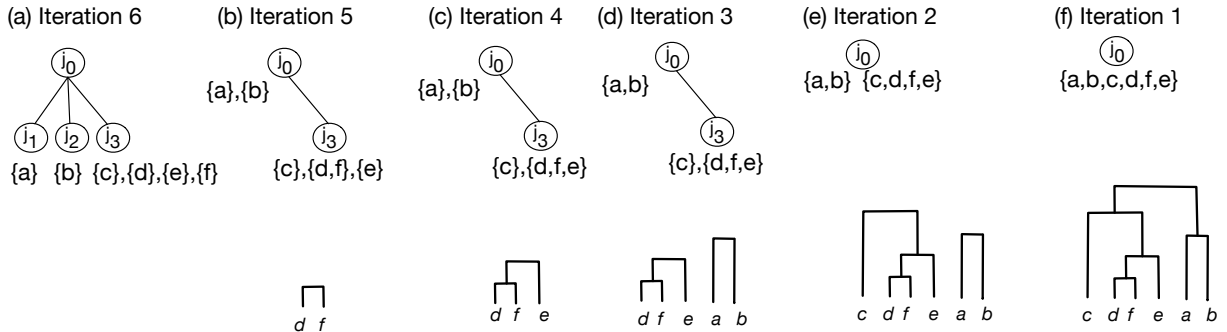 (a) Iteration 6
(b) Iteration 5
(c) Iteration 4
(d) Iteration 3
(e) Iteration 2
(f) Iteration 1
j0
j1 j2 j3
{a} {b} {c},{d},{e},{f}
j0
{a},{b}
j3
{c},{d,f},{e}
d f
j0
{a},{b}
j3
{c},{d,f,e}
d f e
j0
{a,b}
j3
{c},{d,f,e}
d f e a b
j0
{a,b} {c,d,f,e}
c d f e a b
j0
{a,b,c,d,f,e}
c d f e a b